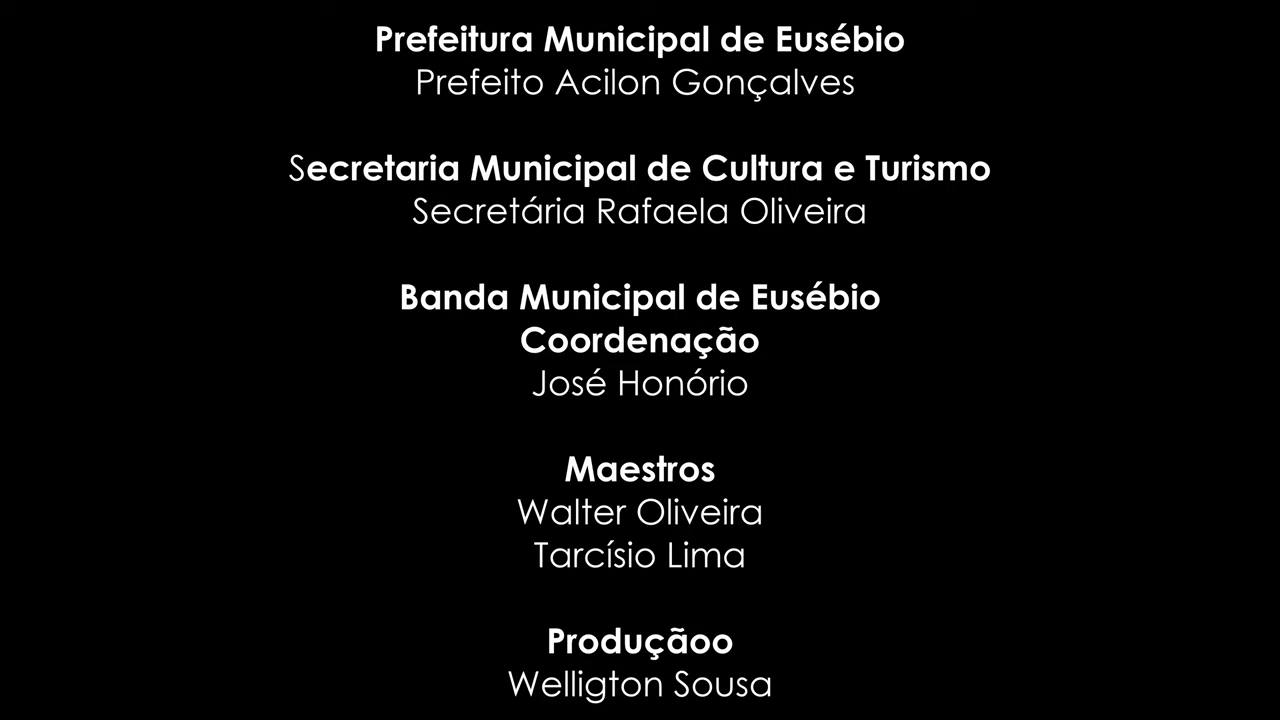 Prefeitura Municipal de Eusébio
Prefeito Acilon Gonçalves
Secretaria Municipal de Cultura e Turismo
Secretária Rafaela Oliveira
Banda Municipal de Eusébio
Coordenação
José Honório
Maestros
Walter Oliveira
Tarcísio Lima
Produçãoo
Welligton Sousa